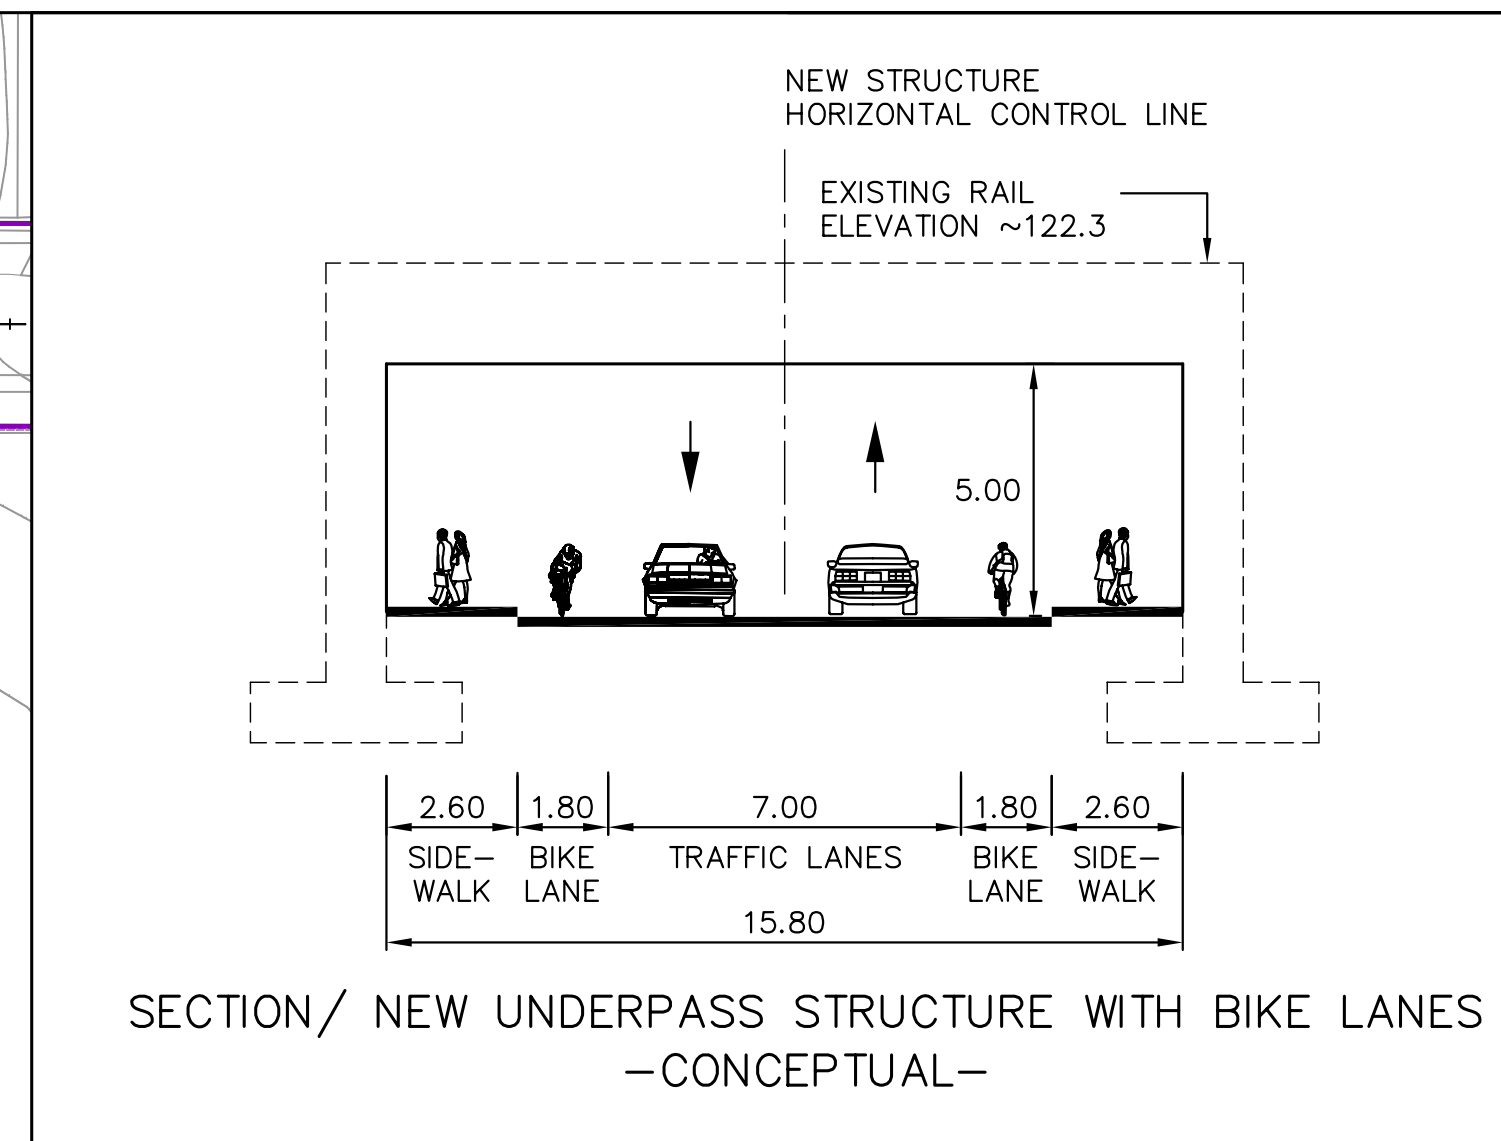 NEW STRUCTURE
HORIZONTAL CONTROL LINE
EXISTING RAIL
ELEVATION ~122.3
5.00
2.60 1.80 7.00 1.80 2.60
SIDE- BIKE TRAFFIC LANES BIKE SIDE-
WALK LANE LANE WALK
15.80
SECTION/ NEW UNDERPASS STRUCTURE WITH BIKE LANES
-CONCEPTUAL-